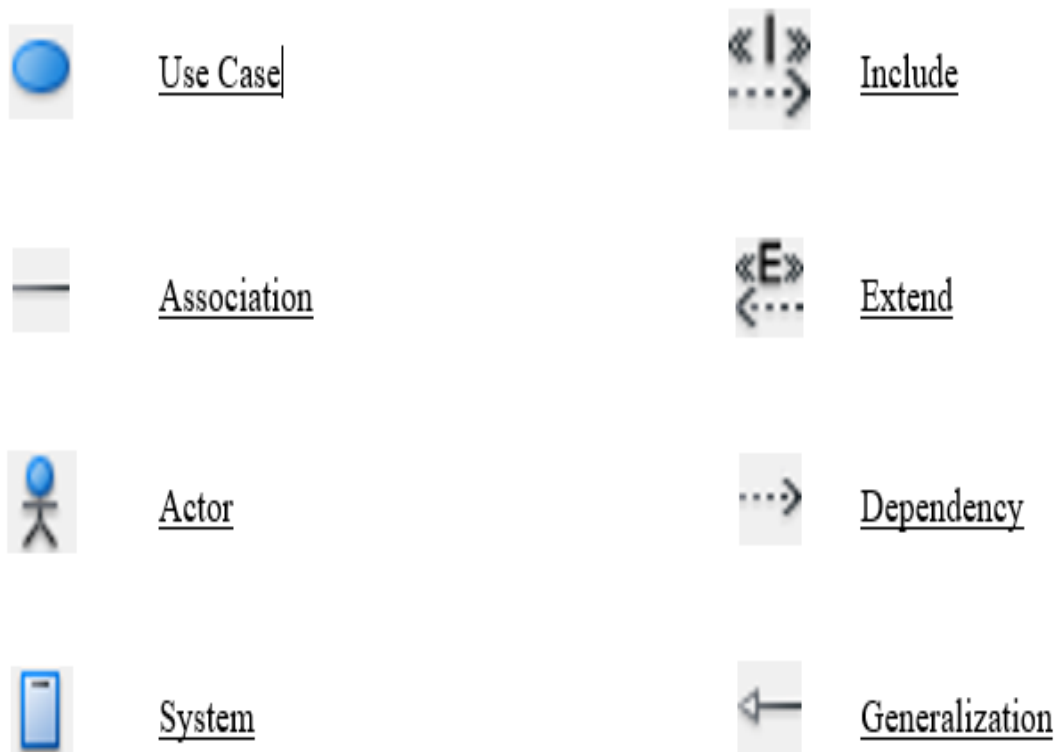 Use Case
«I»
Include
Association
«E»
Extend
Actor
Dependency
System
Generalization